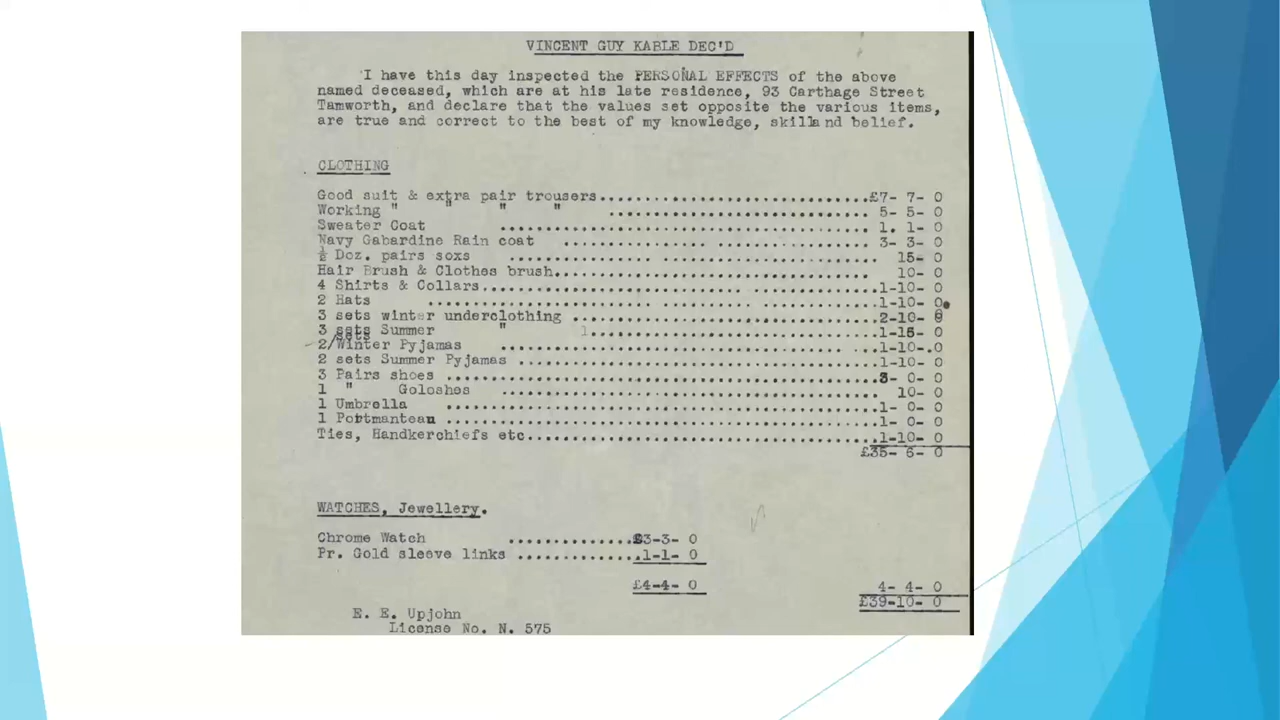 VINCENT GUY KABLE DEC'D
I have this day inspected the PERSONAL EFFECTS of the above
named deceased, which are at his late residence, 93 Carthage Street
Tamworth, and declare that the values set opposite the various items,
are true and correct to the best of my knowledge, skilland belief.
CLOTHING
Good suit & extra pair trousers..............................£7- 7- 0
Working " " " " .............................. 5- 5- 0
Sweater Coat .............................. 1. 1- 0
Navy Gabardine Rain coat .............................. 3- 3- 0
½ Doz. pairs soxs .............................. 15- 0
Hair Brush & Clothes brush.............................. 10- 0
4 Shirts & Collars..............................1-10- 0
2 Hats ..............................1-10- 0
3 sets winter underclothing ..............................2-10- 0
3 sets Summer " ..............................1-15- 0
sets
2/Winter Pyjamas ..............................1-10-.0
2 sets Summer Pyjamas ..............................1-10- 0
3 Pairs shoes ..............................3- 0- 0
1 " Goloshes .............................. 10- 0
1 Umbrella ..............................1- 0- 0
1 Portmanteau ..............................1- 0- 0
Ties, Handkerchiefs etc..............................1-10- 0
£35- 6- 0
WATCHES, Jewellery.
Chrome Watch ..............£3-3- 0
Pr. Gold sleeve links ..............1-1- 0
£4-4- 0 4- 4- 0
£39-10- 0
E. E. Upjohn
License No. N. 575